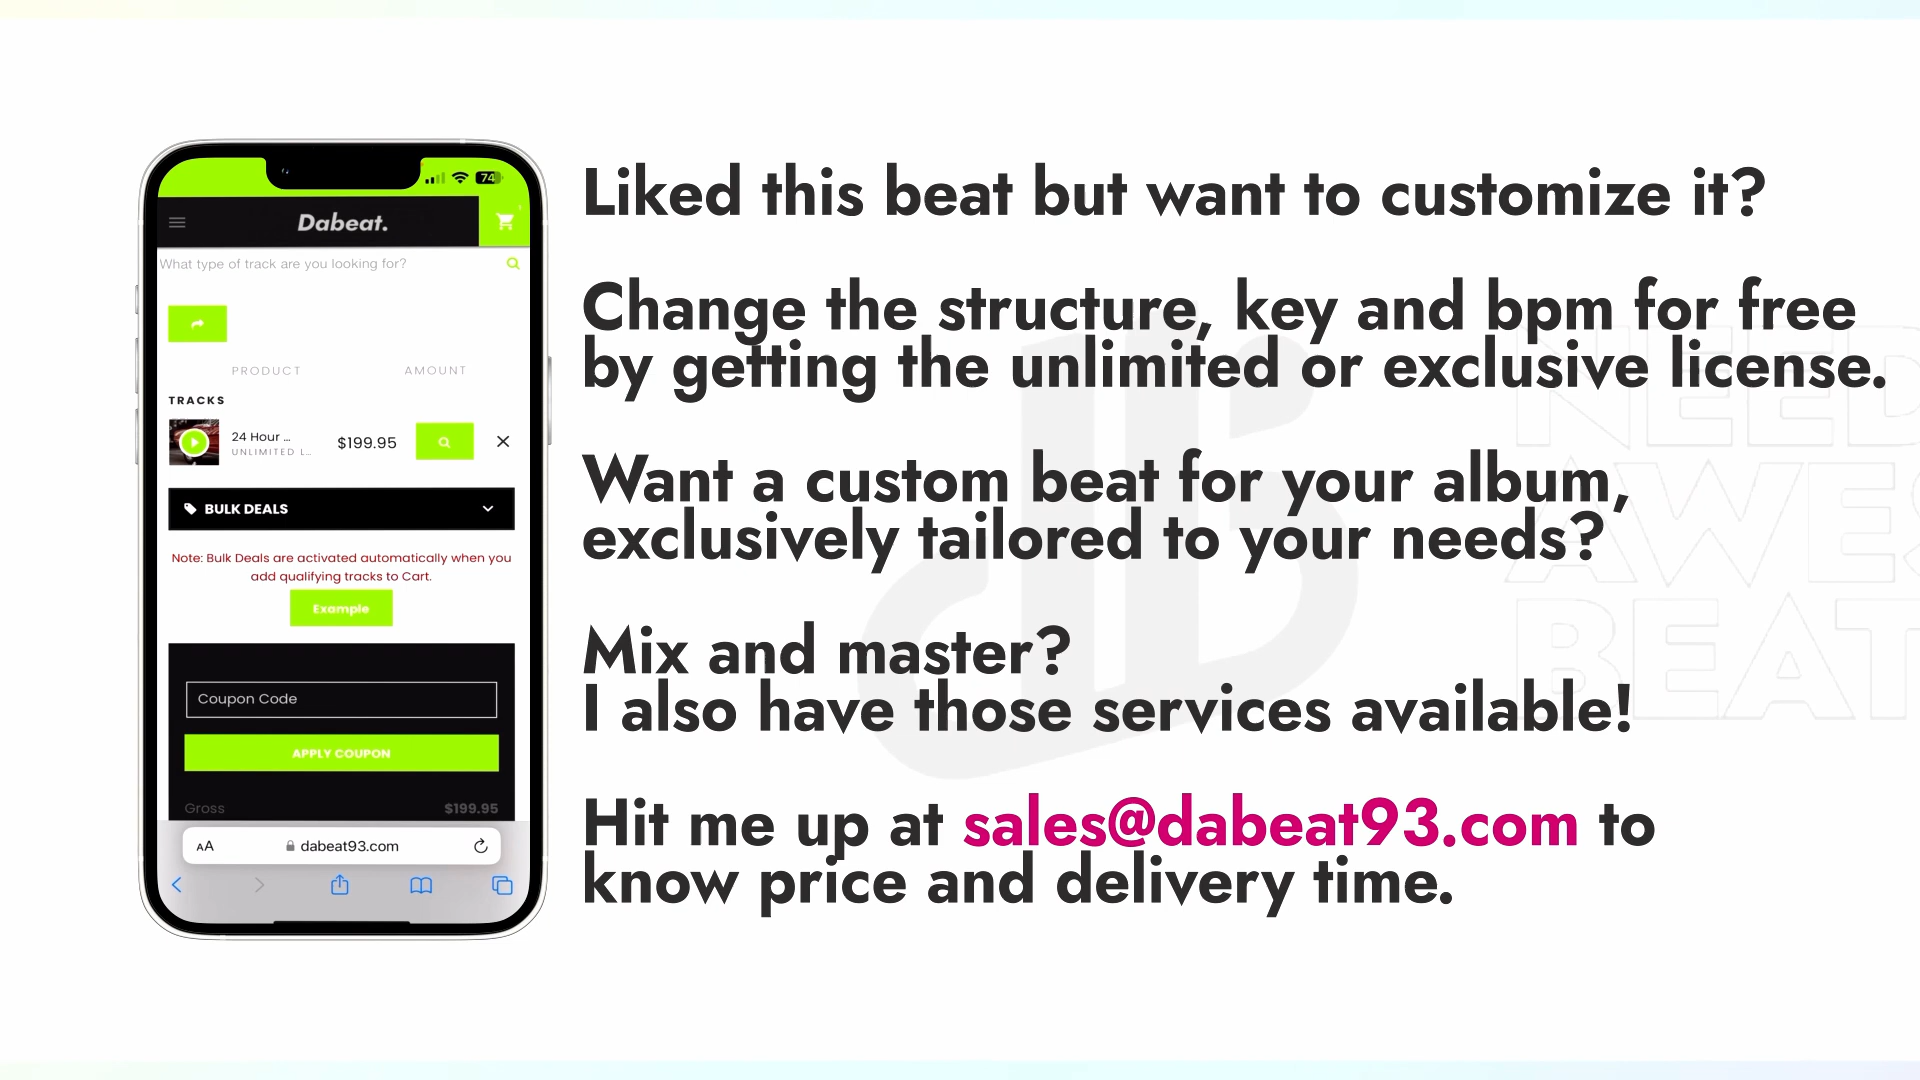 74
Dabeat.
What type of track are you looking for?
PRODUCT AMOUNT
TRACKS
24 Hour ...
UNLIMITED L...
$199.95
BULK DEALS
Note: Bulk Deals are activated automatically when you
add qualifying tracks to Cart.
Example
Coupon Code
APPLY COUPON
Gross $199.95
AA dabeat93.com
Liked this beat but want to customize it?
Change the structure, key and bpm for free
by getting the unlimited or exclusive license.
Want a custom beat for your album,
exclusively tailored to your needs?
Mix and master?
I also have those services available!
Hit me up at sales@dabeat93.com to
know price and delivery time.
NEED
AWES
BEAT